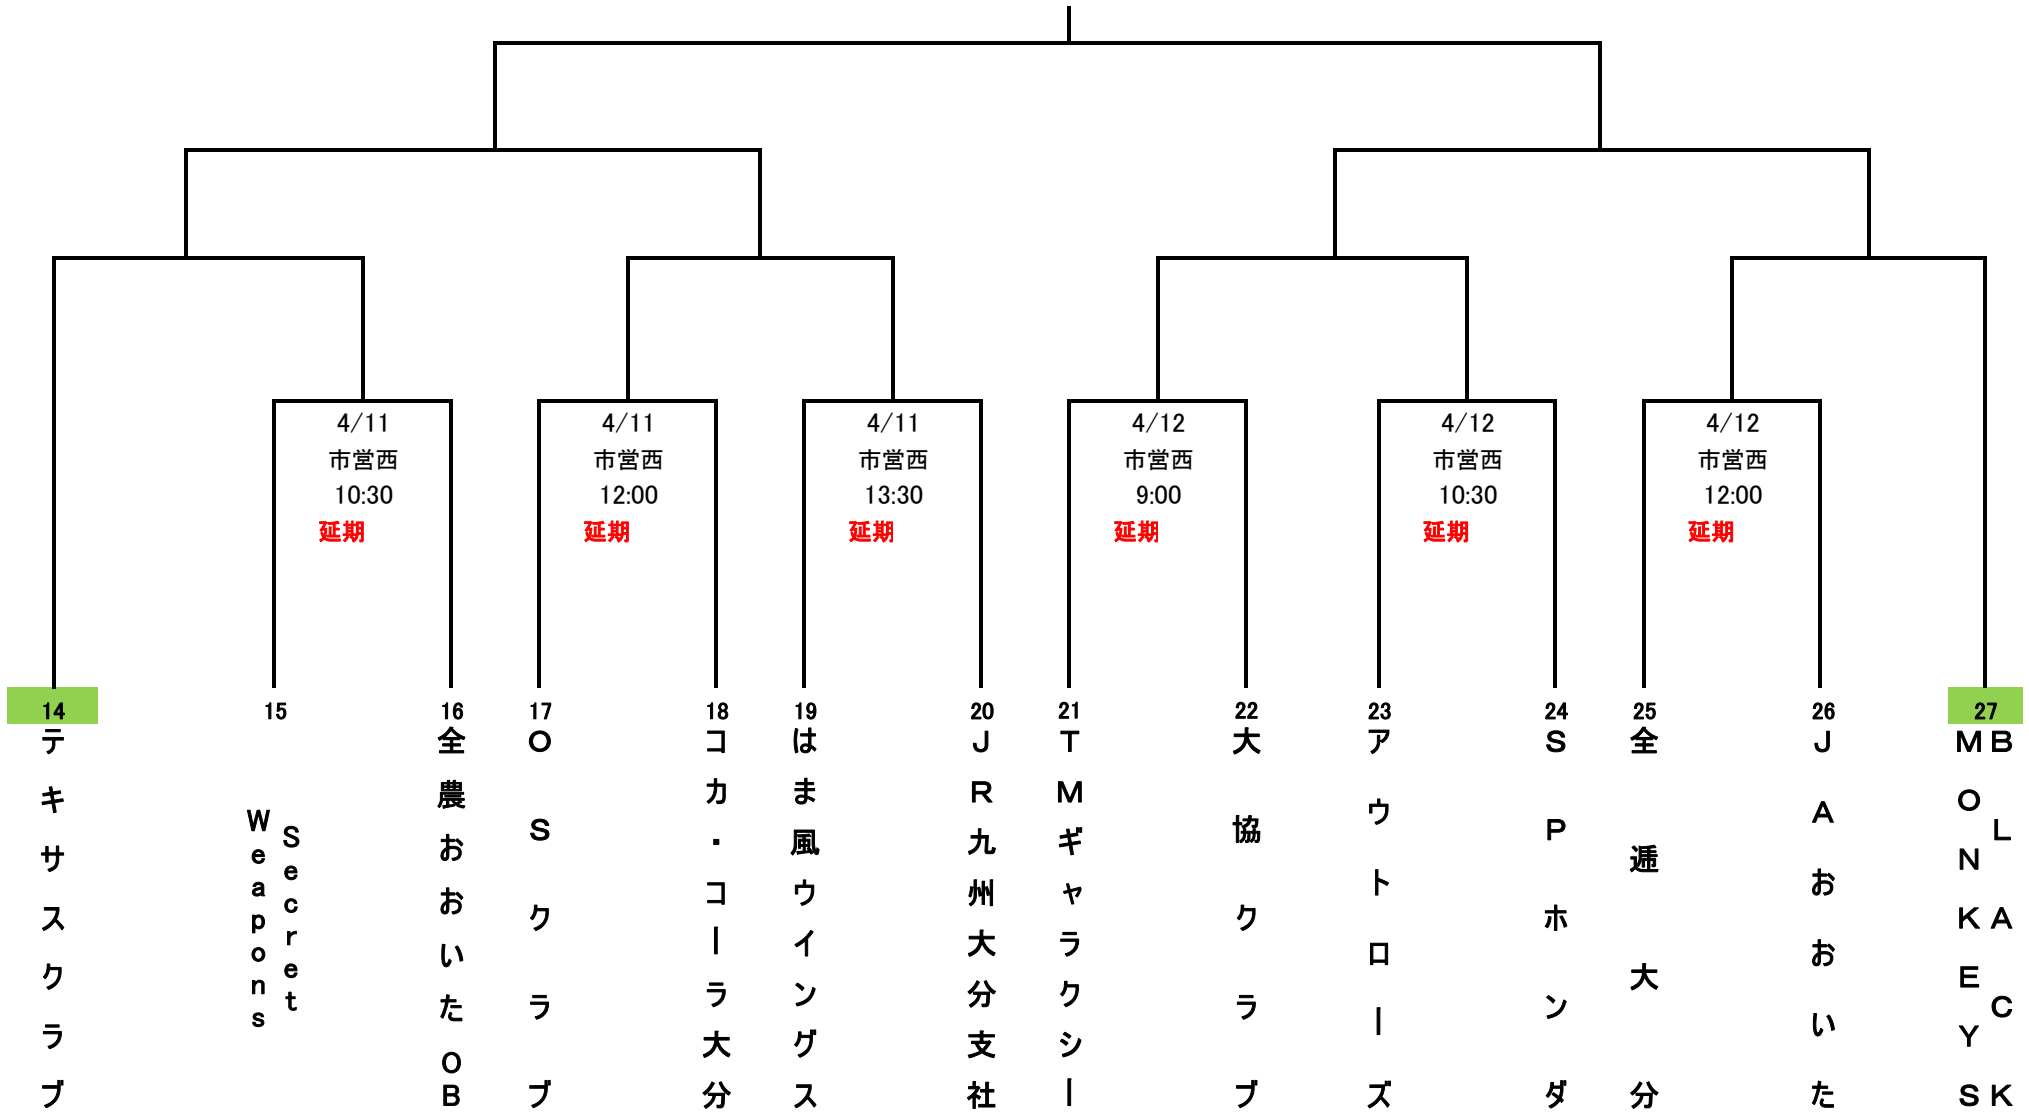 4/11
市営西
10:30
延期
4/11
市営西
12:00
延期
4/11
市営西
13:30
延期
4/12
市営西
9:00
延期
4/12
市営西
10:30
延期
4/12
市営西
12:00
延期
14
テキサスクラブ
15
Secret
Weapons
16
全農おおいたOB
17
OSクラブ
18
コカ・コーラ大分
19
はま風ウイングス
20
JR九州大分支社
21
TMギャラクシー
22
大協クラブ
23
アウトローズ
24
SPホンダ
25
全逓大分
26
JAおおいた
27
BLACK
MONKEYS